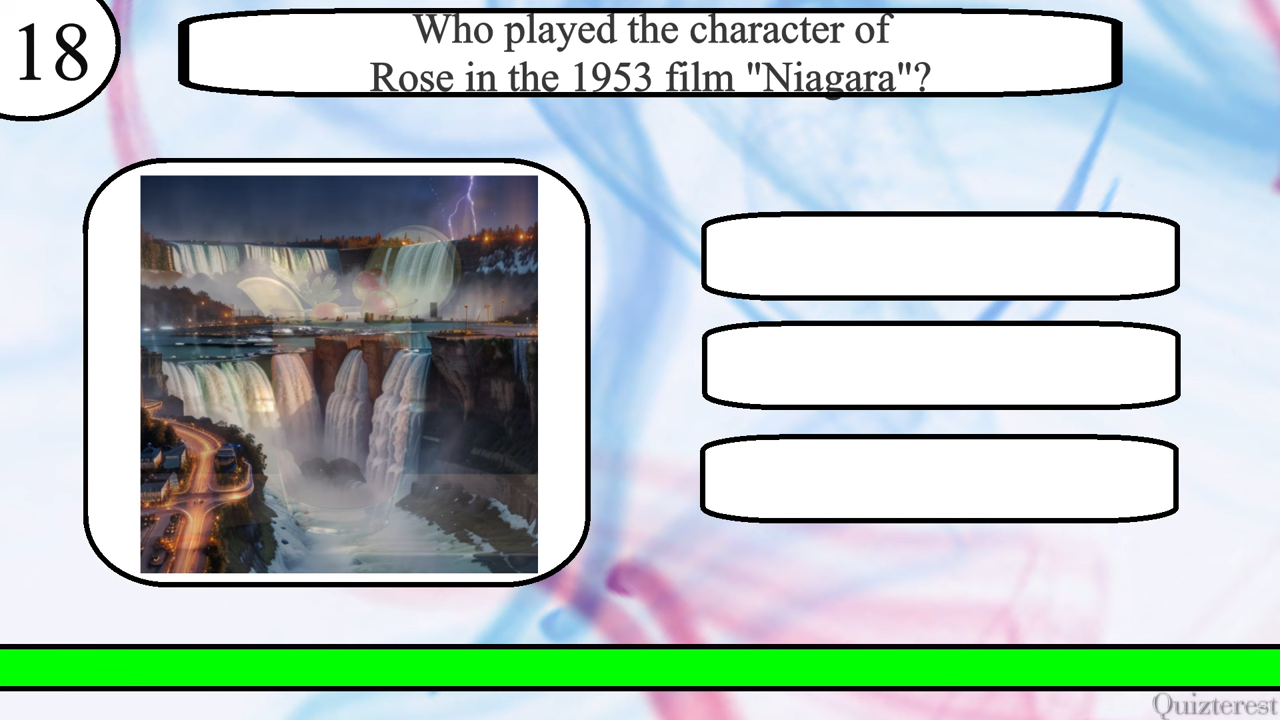 18
Who played the character of
Rose in the 1953 film "Niagara"?
Quizterest